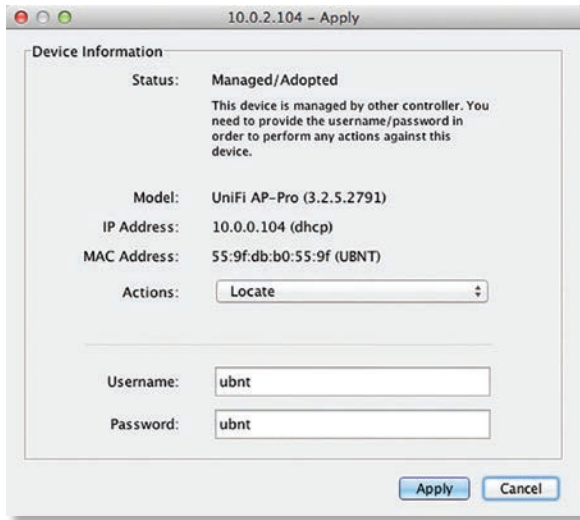 10.0.2.104 – Apply
Device Information
Status: Managed/Adopted
This device is managed by other controller. You
need to provide the username/password in
order to perform any actions against this
device.
Model: UniFi AP-Pro (3.2.5.2791)
IP Address: 10.0.0.104 (dhcp)
MAC Address: 55:9f:db:b0:55:9f (UBNT)
Actions: Locate
Username: ubnt
Password: ubnt
Apply Cancel